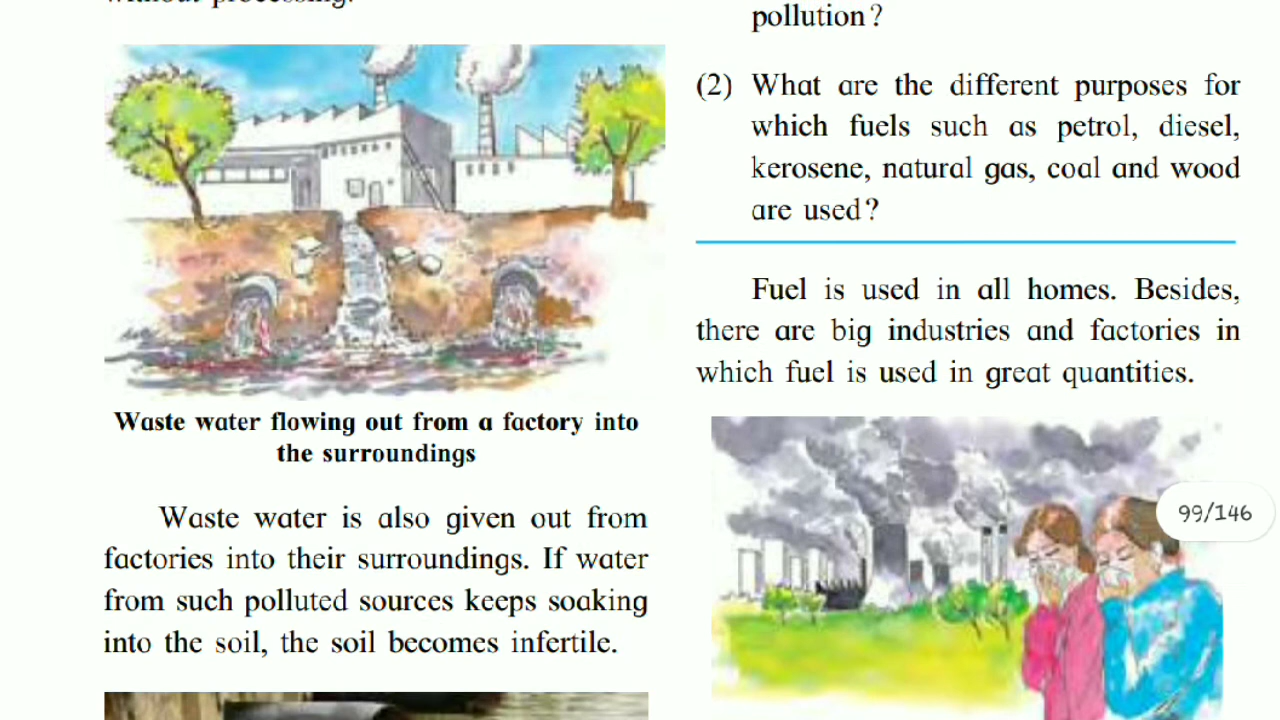 without processing.
Waste water flowing out from a factory into
the surroundings
Waste water is also given out from
factories into their surroundings. If water
from such polluted sources keeps soaking
into the soil, the soil becomes infertile.
pollution?
(2) What are the different purposes for
which fuels such as petrol, diesel,
kerosene, natural gas, coal and wood
are used?
Fuel is used in all homes. Besides,
there are big industries and factories in
which fuel is used in great quantities.
99/146